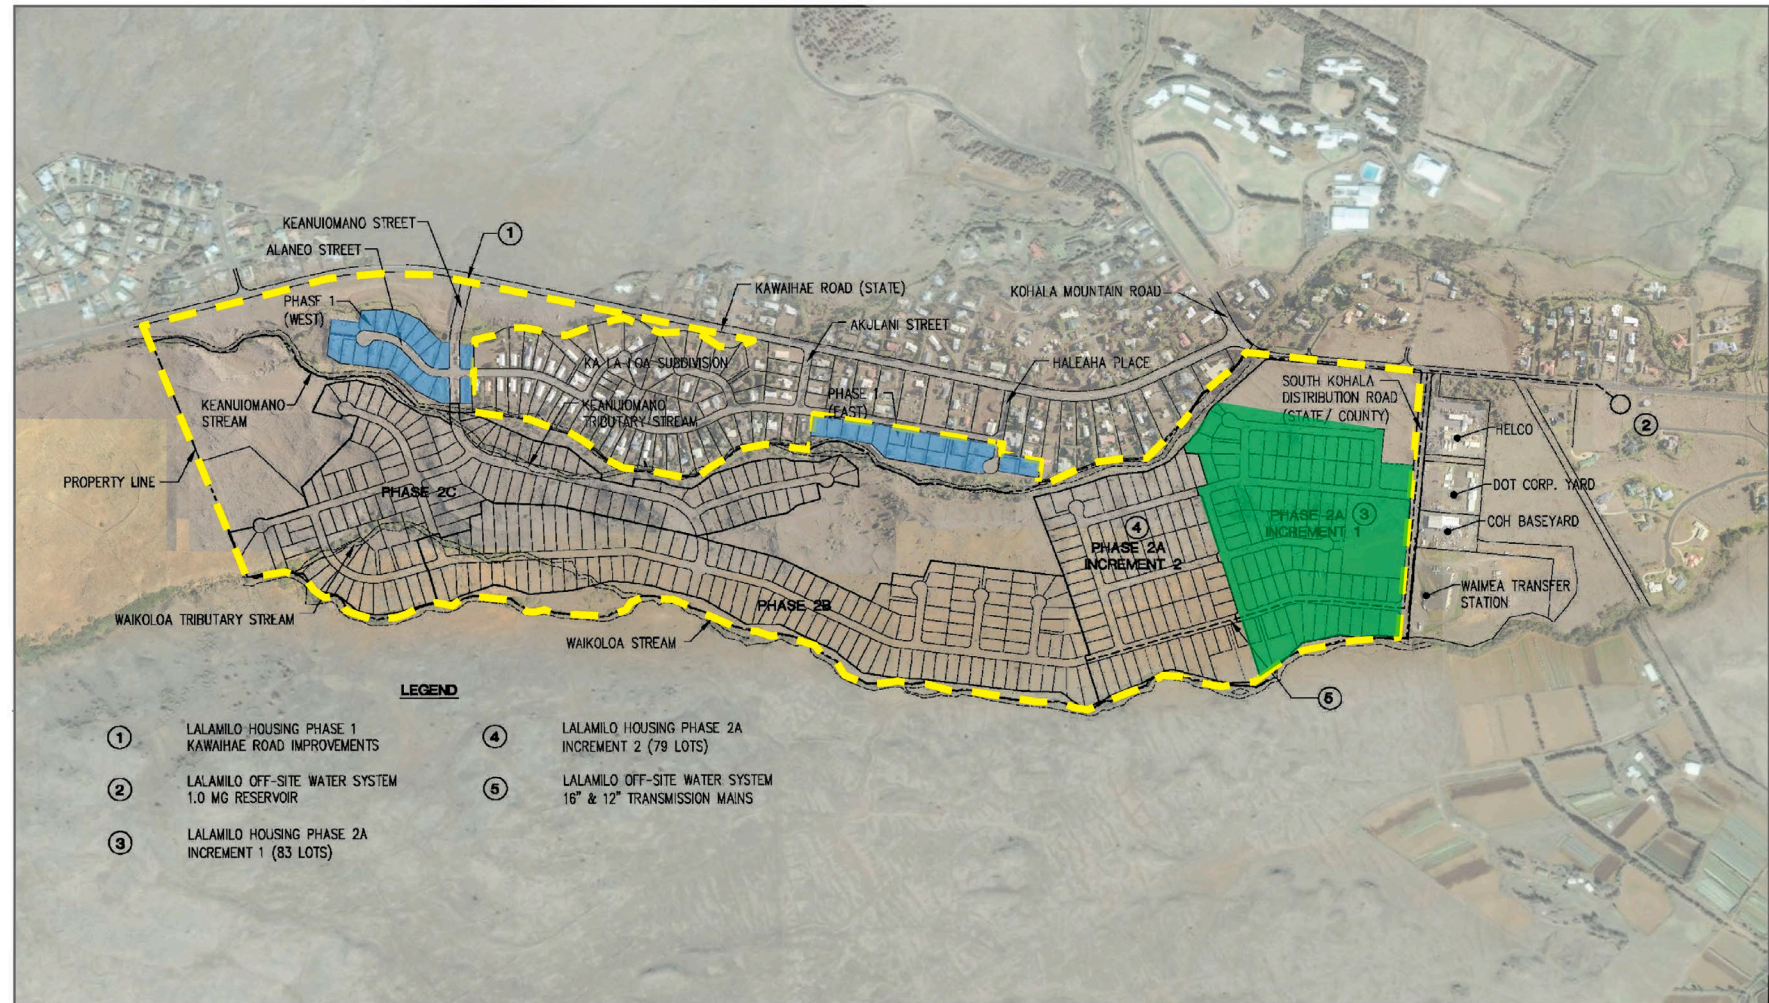 KEANUIOMANO STREET
1
ALANEO STREET
KAWAIHAE ROAD (STATE)
KOHALA MOUNTAIN ROAD
PHASE 1
(WEST)
AKULANI STREET
KA LA LOA SUBDIVISION
HALEAHA PLACE
SOUTH KOHALA
DISTRIBUTION ROAD
(STATE/ COUNTY)
PHASE 1
(EAST)
KEANUIOMANO
STREAM
KEANUIOMANO
TRIBUTARY STREAM
2
HELCO
PROPERTY LINE
PHASE 2C
DOT CORP. YARD
PHASE 2A
INCREMENT 1
3
COH BASEYARD
4
PHASE 2A
INCREMENT 2
WAIMEA TRANSFER
STATION
PHASE 2B
WAIKOLOA TRIBUTARY STREAM
WAIKOLOA STREAM
5
LEGEND
1
LALAMILO HOUSING PHASE 1
KAWAIHAE ROAD IMPROVEMENTS
2
LALAMILO OFF-SITE WATER SYSTEM
1.0 MG RESERVOIR
3
LALAMILO HOUSING PHASE 2A
INCREMENT 1 (83 LOTS)
4
LALAMILO HOUSING PHASE 2A
INCREMENT 2 (79 LOTS)
5
LALAMILO OFF-SITE WATER SYSTEM
16" & 12" TRANSMISSION MAINS